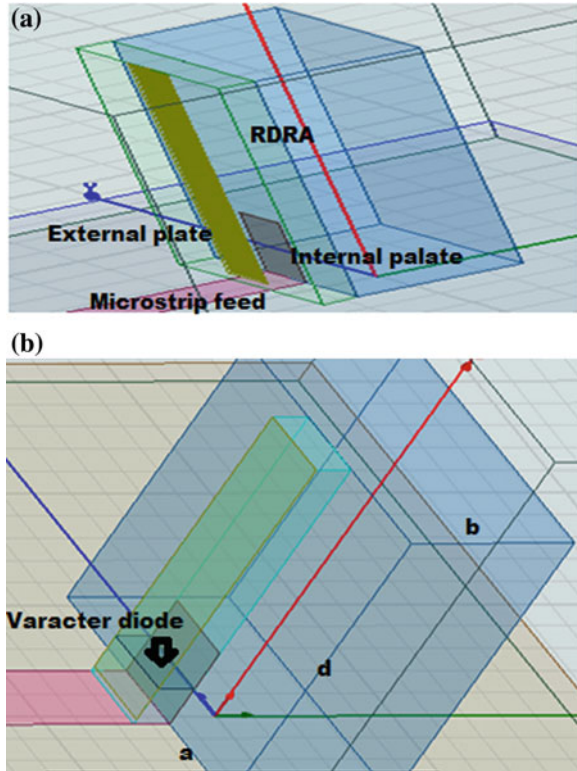 (a)
RDRA
X
External plate
Internal palate
Microstrip feed
(b)
b
Varacter diode
d
a